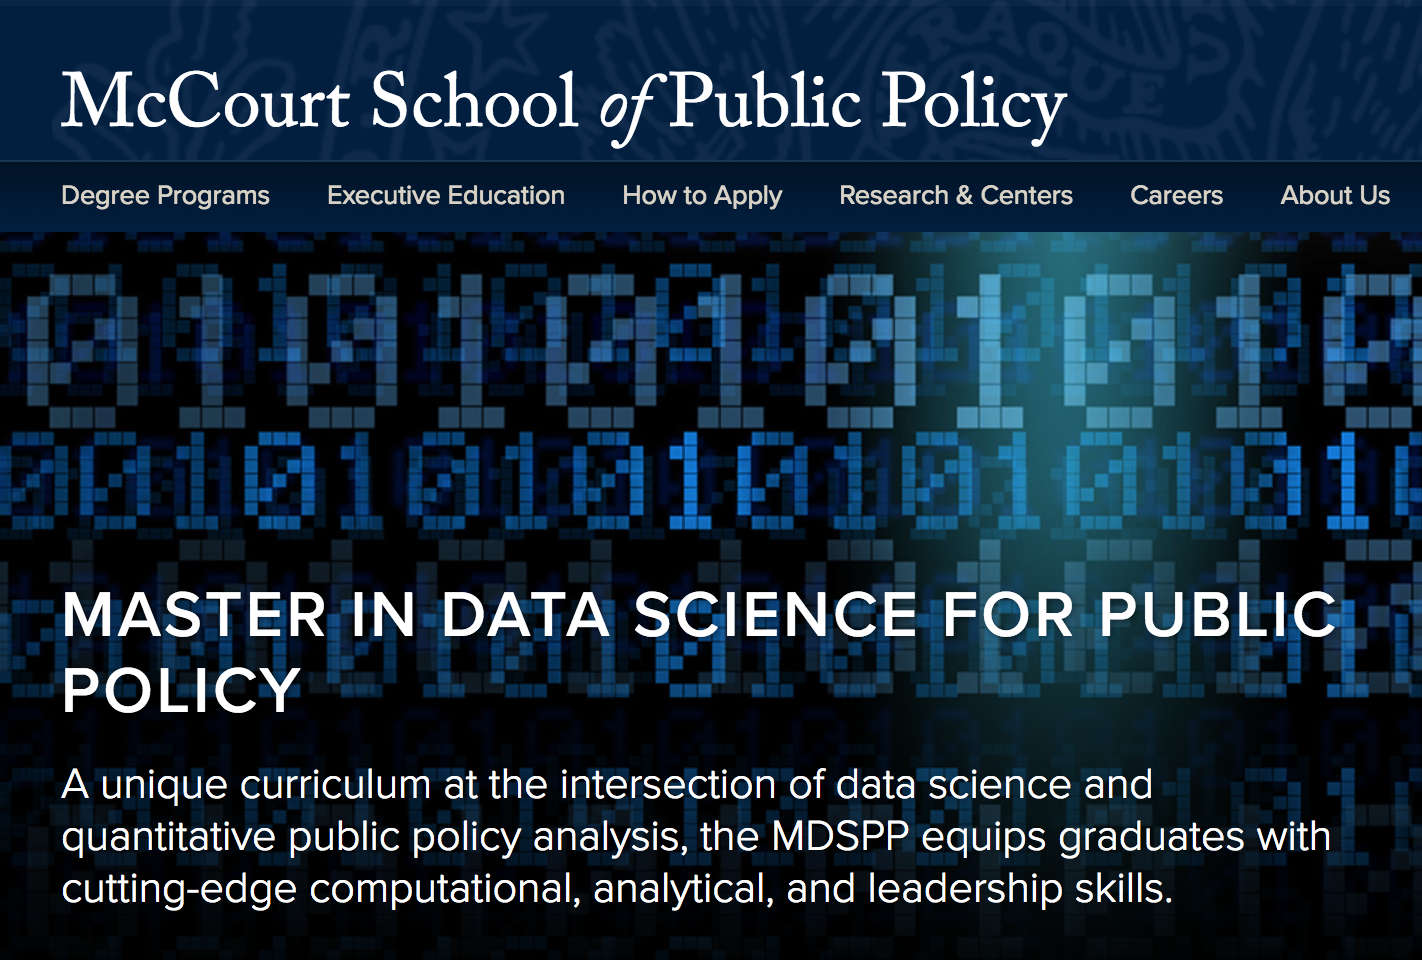 McCourt School of Public Policy
Degree Programs Executive Education How to Apply Research & Centers Careers About Us
MASTER IN DATA SCIENCE FOR PUBLIC
POLICY
A unique curriculum at the intersection of data science and
quantitative public policy analysis, the MDSPP equips graduates with
cutting-edge computational, analytical, and leadership skills.